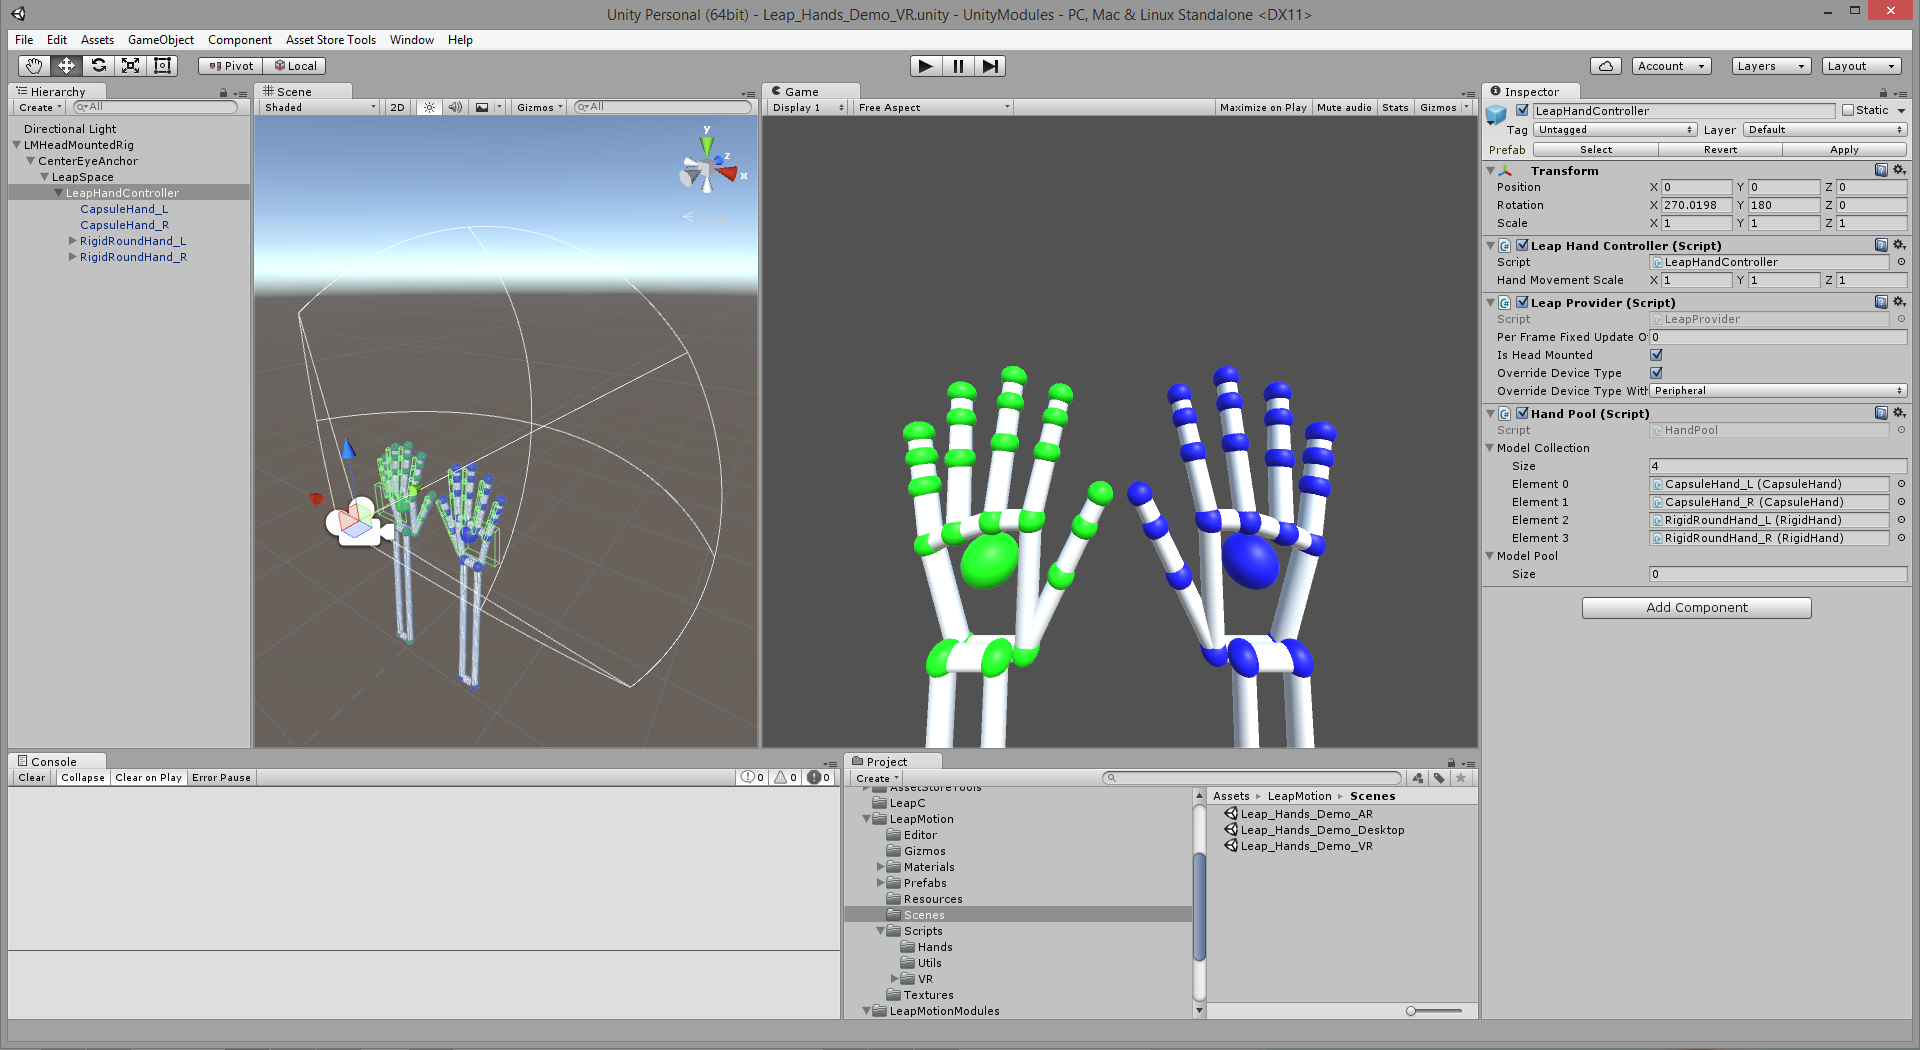 Unity Personal (64bit) - Leap_Hands_Demo_VR.unity - UnityModules - PC, Mac & Linux Standalone <DX11>
File Edit Assets GameObject Component Asset Store Tools Window Help
Pivot Local Account Layers Layout
Hierarchy
Create All
Directional Light
LMHeadMountedRig
CenterEyeAnchor
LeapSpace
LeapHandController
CapsuleHand_L
CapsuleHand_R
RigidRoundHand_L
RigidRoundHand_R
Scene
Shaded 2D Gizmos All
y
z
x
Game
Display 1 Free Aspect Maximize on Play Mute audio Stats Gizmos
Inspector
LeapHandController Static
Tag Untagged Layer Default
Prefab Select Revert Apply
Transform
Position X 0 Y 0 Z 0
Rotation X 270.0198 Y 180 Z 0
Scale X 1 Y 1 Z 1
Leap Hand Controller (Script)
Script LeapHandController
Hand Movement Scale X 1 Y 1 Z 1
Leap Provider (Script)
Script LeapProvider
Per Frame Fixed Update O 0
Is Head Mounted
Override Device Type
Override Device Type With Peripheral
Hand Pool (Script)
Script HandPool
Model Collection
Size 4
Element 0 CapsuleHand_L (CapsuleHand)
Element 1 CapsuleHand_R (CapsuleHand)
Element 2 RigidRoundHand_L (RigidHand)
Element 3 RigidRoundHand_R (RigidHand)
Model Pool
Size 0
Add Component
Console
Clear Collapse Clear on Play Error Pause 0 0 0
Project
Create
AssetStoreTools
LeapC
LeapMotion
Editor
Gizmos
Materials
Prefabs
Resources
Scenes
Scripts
Hands
Utils
VR
Textures
LeapMotionModules
Assets LeapMotion Scenes
Leap_Hands_Demo_AR
Leap_Hands_Demo_Desktop
Leap_Hands_Demo_VR